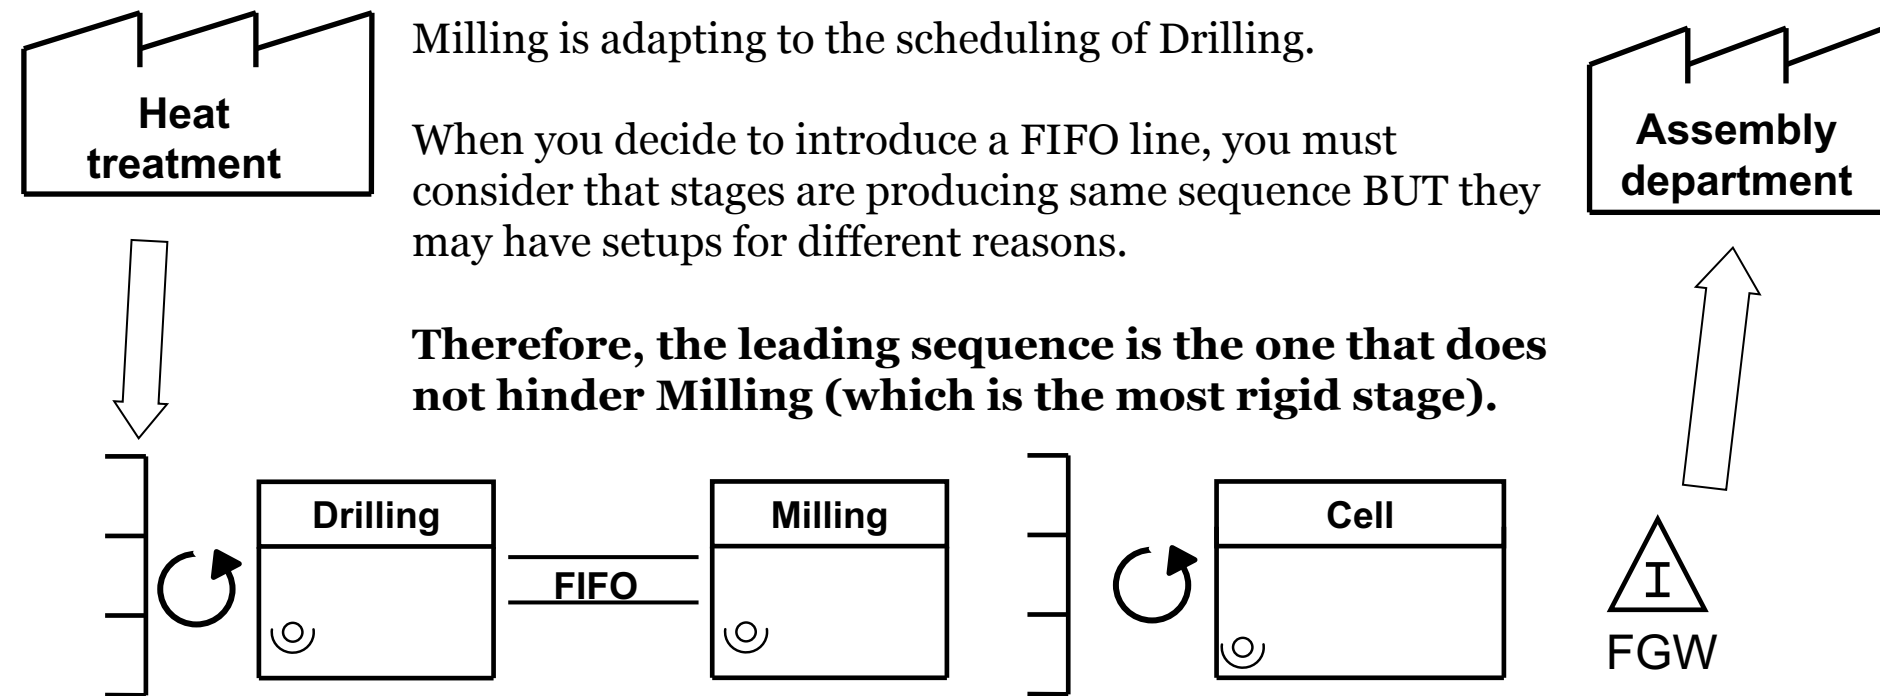 Heat
treatment
Milling is adapting to the scheduling of Drilling.
When you decide to introduce a FIFO line, you must
consider that stages are producing same sequence BUT they
may have setups for different reasons.
Therefore, the leading sequence is the one that does
not hinder Milling (which is the most rigid stage).
Assembly
department
Drilling
FIFO
Milling
Cell
I
FGW